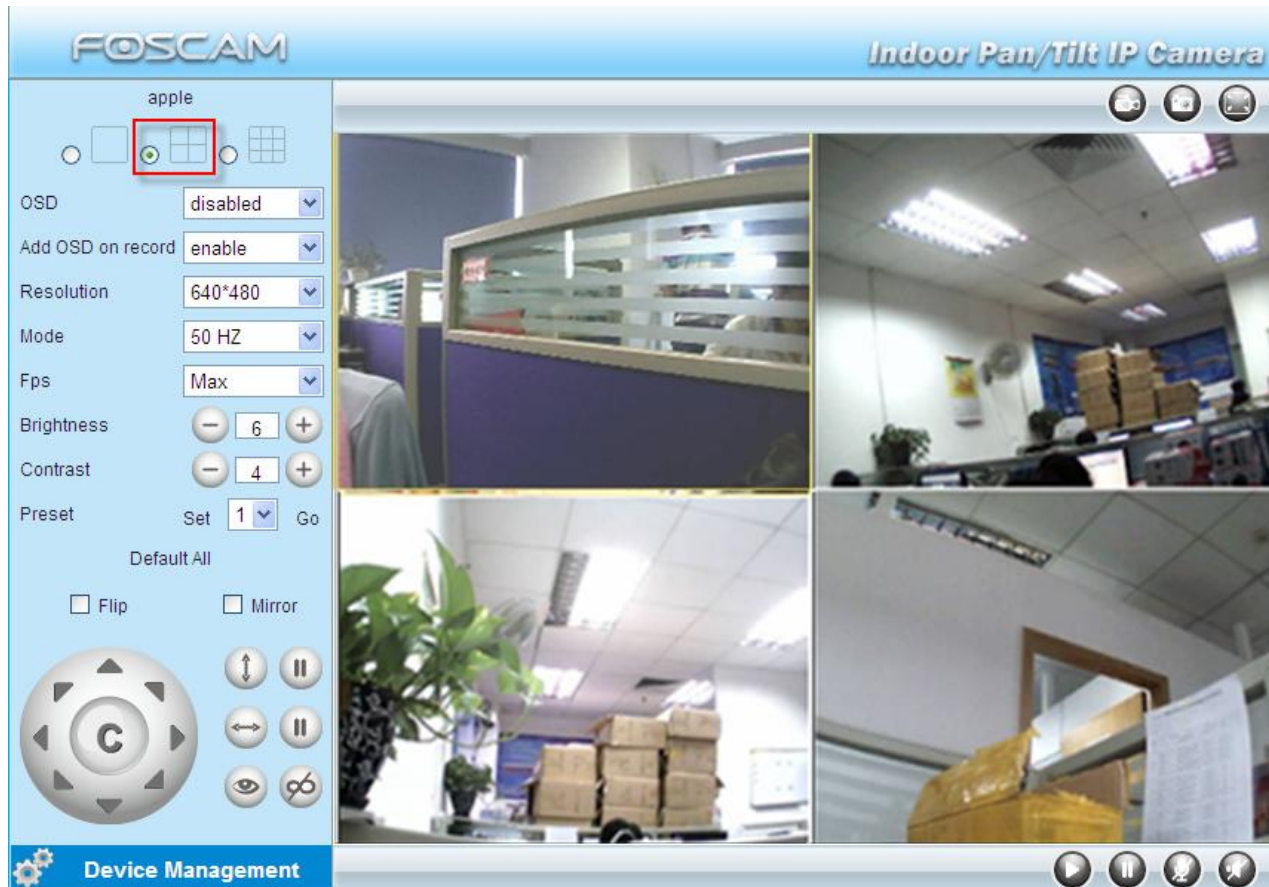 FOSCAM
Indoor Pan/Tilt IP Camera
apple
OSD disabled
Add OSD on record enable
Resolution 640*480
Mode 50 HZ
Fps Max
Brightness 6
Contrast 4
Preset Set 1 Go
Default All
Flip Mirror
C
Device Management